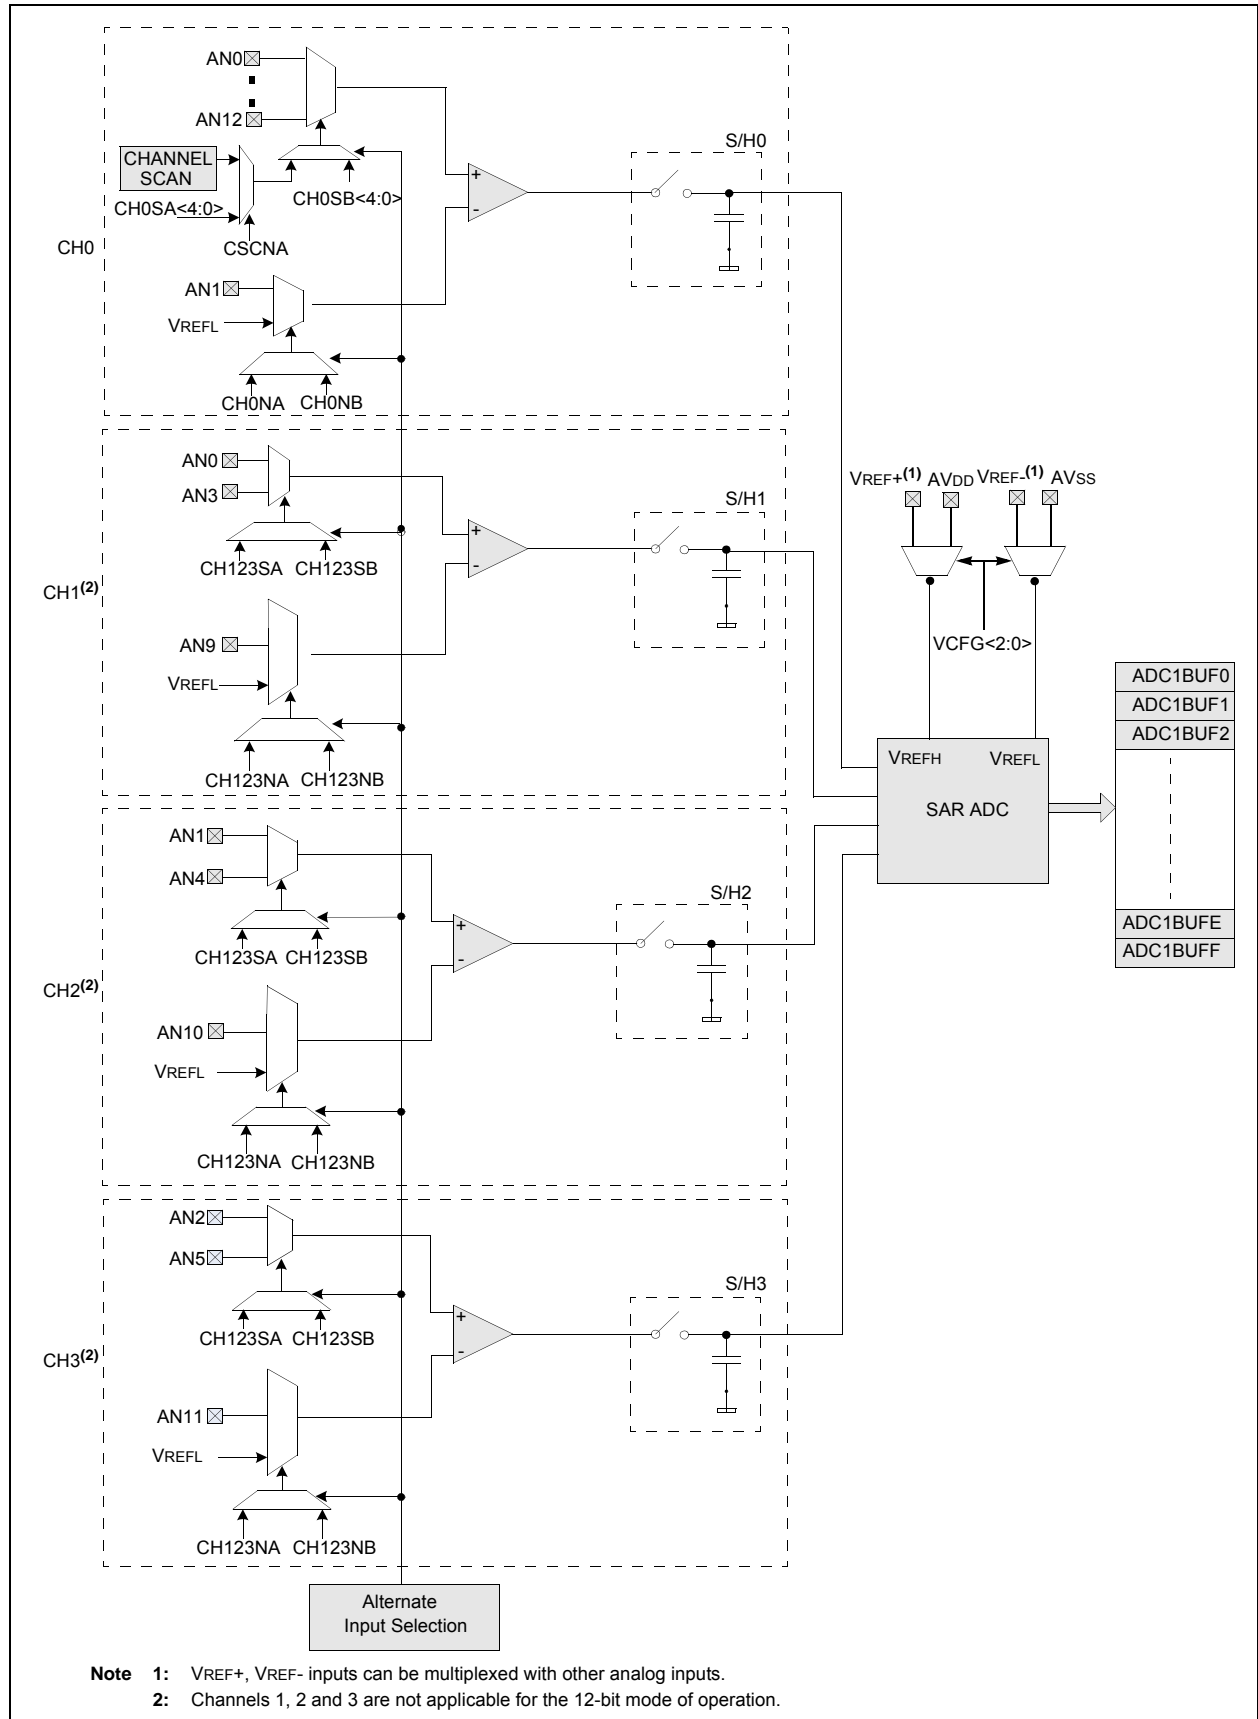 AN0
AN12
CHANNEL
SCAN
CH0SA<4:0>
CH0SB<4:0>
CSCNA
CH0
AN1
VREFL
CH0NA CH0NB
+
-
S/H0
AN0
AN3
CH123SA CH123SB
CH1(2)
AN9
VREFL
CH123NA CH123NB
+
-
S/H1
AN1
AN4
CH123SA CH123SB
CH2(2)
AN10
VREFL
CH123NA CH123NB
+
-
S/H2
AN2
AN5
CH123SA CH123SB
CH3(2)
AN11
VREFL
CH123NA CH123NB
+
-
S/H3
VREF+(1) AVDD VREF-(1) AVSS
VCFG<2:0>
VREFH VREFL
SAR ADC
ADC1BUF0
ADC1BUF1
ADC1BUF2
ADC1BUFE
ADC1BUFF
Alternate
Input Selection
Note 1: VREF+, VREF- inputs can be multiplexed with other analog inputs.
2: Channels 1, 2 and 3 are not applicable for the 12-bit mode of operation.